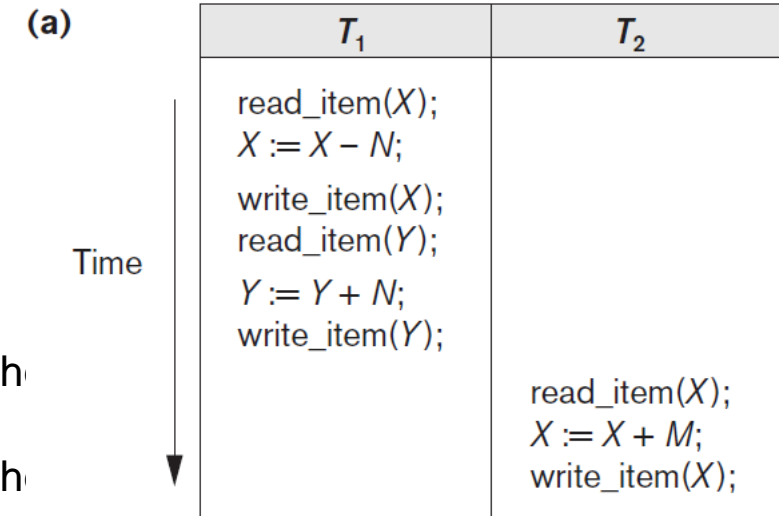 (a)
T₁ T₂
read_item(X);
X := X – N;
write_item(X);
read_item(Y);
Time
Y := Y + N;
write_item(Y);
read_item(X);
X := X + M;
write_item(X);